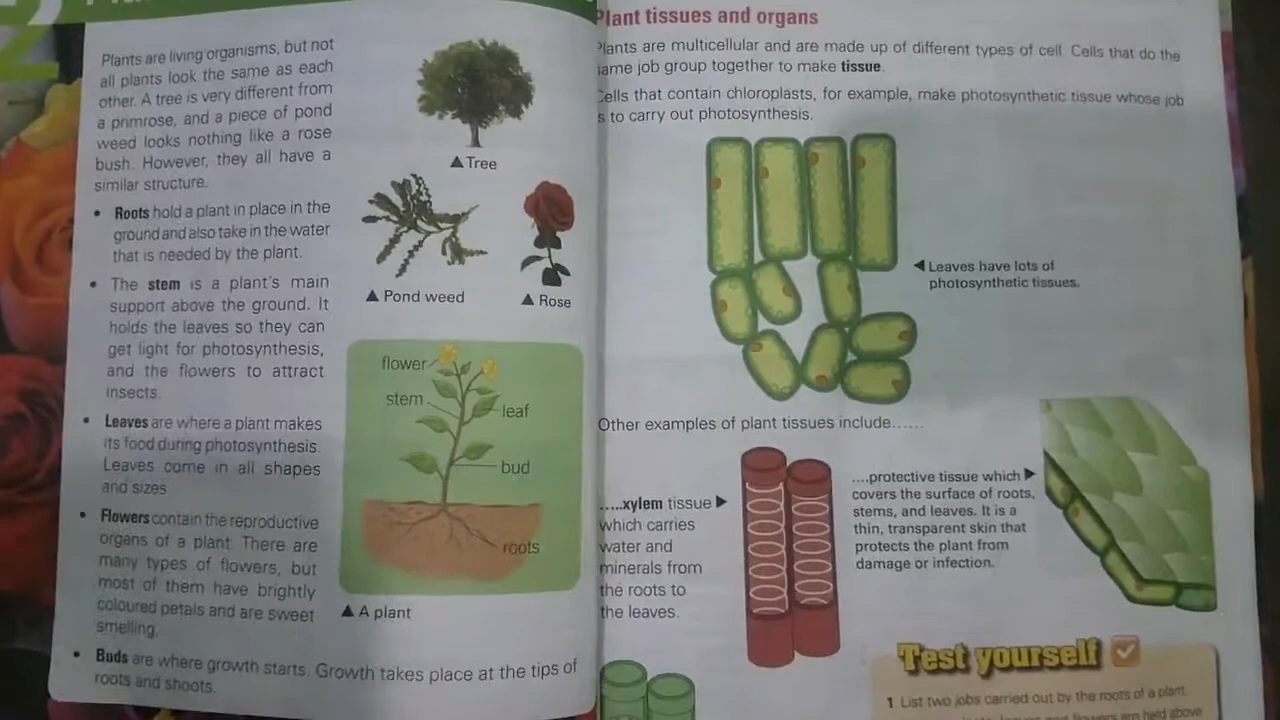 Plants are living organisms, but not
all plants look the same as each
other. A tree is very different from
a primrose, and a piece of pond
weed looks nothing like a rose
bush. However, they all have a
similar structure.
• Roots hold a plant in place in the
ground and also take in the water
that is needed by the plant.
• The stem is a plant's main
support above the ground. It
holds the leaves so they can
get light for photosynthesis,
and the flowers to attract
insects.
• Leaves are where a plant makes
its food during photosynthesis.
Leaves come in all shapes
and sizes
• Flowers contain the reproductive
organs of a plant. There are
many types of flowers, but
most of them have brightly
coloured petals and are sweet
smelling.
• Buds are where growth starts. Growth takes place at the tips of
roots and shoots.
▲ Tree
▲ Pond weed
▲ Rose
flower
stem
leaf
bud
roots
▲ A plant
Plant tissues and organs
Plants are multicellular and are made up of different types of cell. Cells that do the
same job group together to make tissue.
Cells that contain chloroplasts, for example, make photosynthetic tissue whose job
s to carry out photosynthesis.
◀ Leaves have lots of
photosynthetic tissues.
Other examples of plant tissues include......
.....xylem tissue ▶
which carries
water and
minerals from
the roots to
the leaves.
....protective tissue which ▶
covers the surface of roots,
stems, and leaves. It is a
thin, transparent skin that
protects the plant from
damage or infection.
Test yourself
1 List two jobs carried out by the roots of a plant.
leaves and flowers are held above